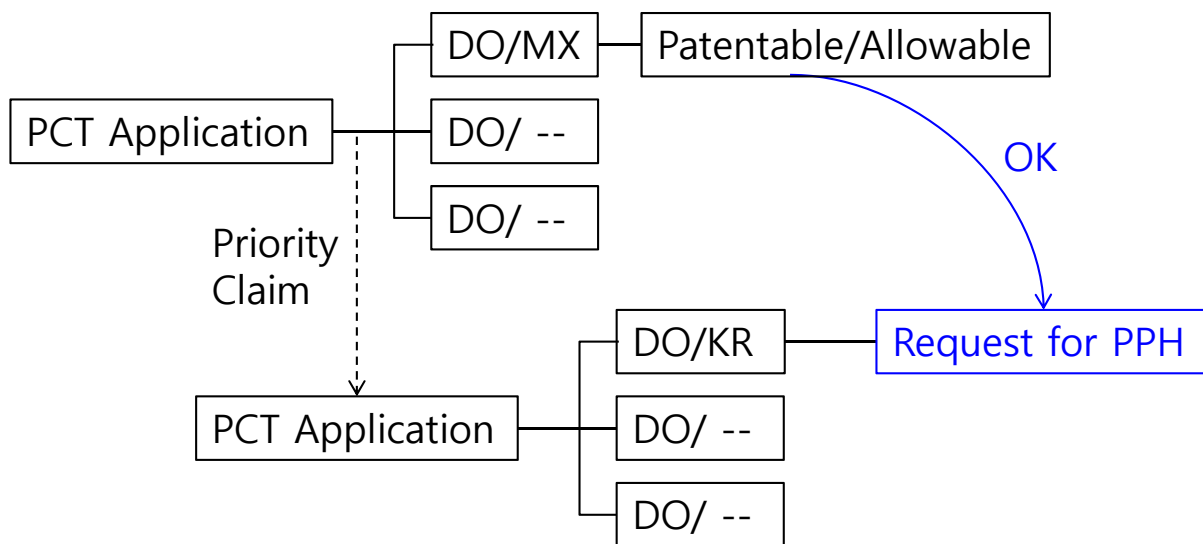 DO/MX
Patentable/Allowable
PCT Application
DO/ --
OK
DO/ --
Priority
Claim
DO/KR
Request for PPH
PCT Application
DO/ --
DO/ --